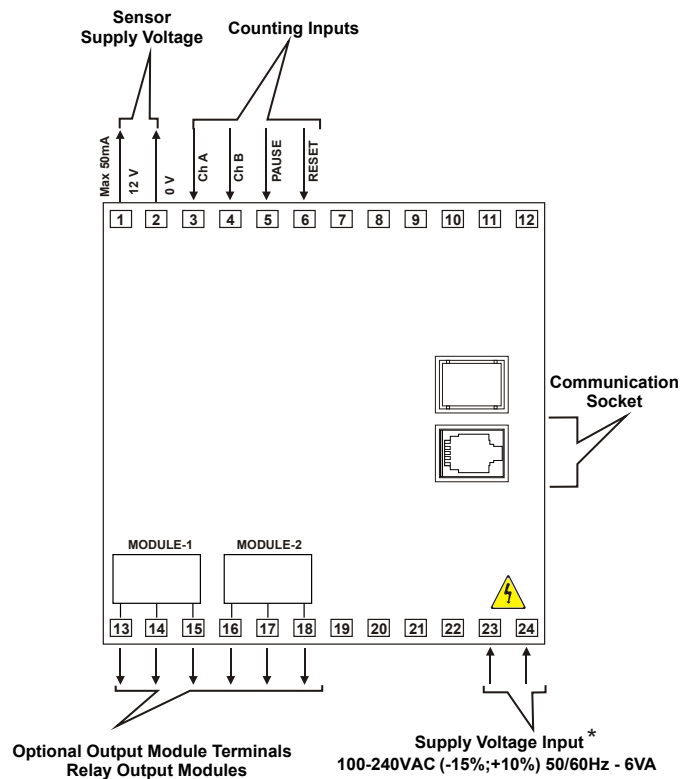 Sensor
Supply Voltage
Counting Inputs
Max 50mA
12 V
0 V
Ch A
Ch B
PAUSE
RESET
1 2 3 4 5 6 7 8 9 10 11 12
Communication
Socket
MODULE-1 MODULE-2
13 14 15 16 17 18 19 20 21 22 23 24
Optional Output Module Terminals
Relay Output Modules
Supply Voltage Input *
100-240VAC (-15%;+10%) 50/60Hz - 6VA